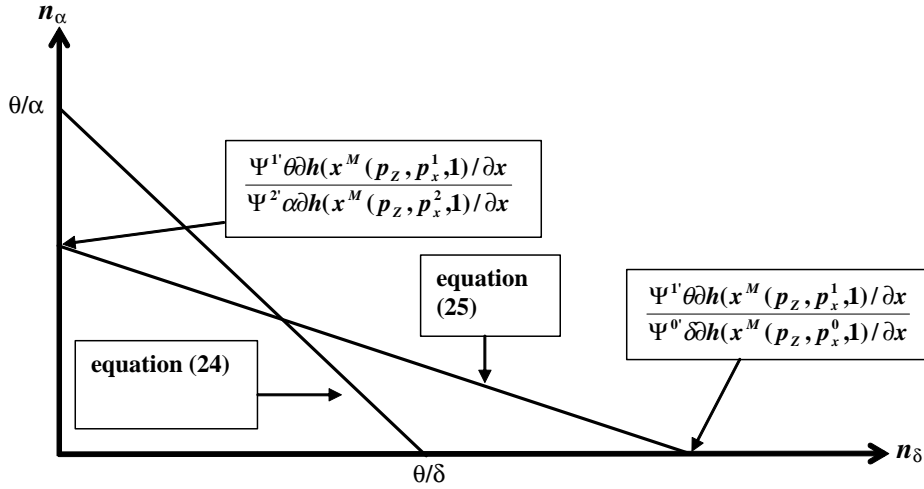 n_α
θ/α
Ψ^{1'} θ∂h(x^M (p_Z, p_x^1,1)/∂x
Ψ^{2'} α∂h(x^M (p_Z, p_x^2,1)/∂x
equation
(25)
Ψ^{1'} θ∂h(x^M (p_Z, p_x^1,1)/∂x
Ψ^{0'} δ∂h(x^M (p_Z, p_x^0,1)/∂x
equation (24)
θ/δ
n_δ